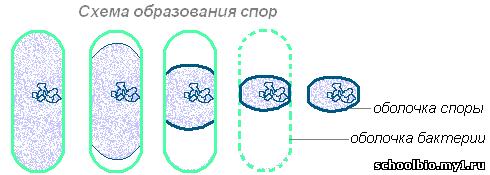 Схема образования спор
оболочка споры
оболочка бактерии
schoolbio.my1.ru